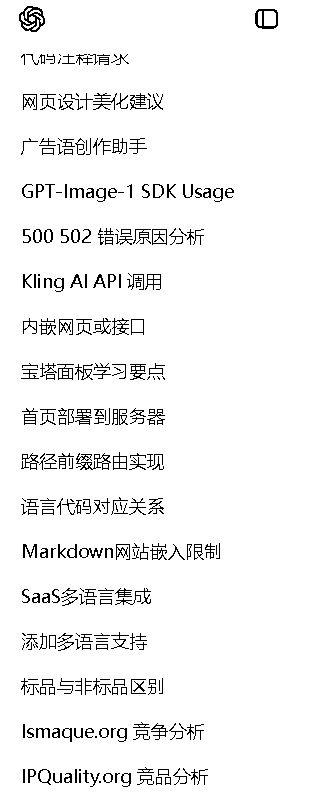 代码注释请求
网页设计美化建议
广告语创作助手
GPT-Image-1 SDK Usage
500 502 错误原因分析
Kling AI API 调用
内嵌网页或接口
宝塔面板学习要点
首页部署到服务器
路径前缀路由实现
语言代码对应关系
Markdown网站嵌入限制
SaaS多语言集成
添加多语言支持
标品与非标品区别
Ismaque.org 竞争分析
IPQuality.org 竞品分析